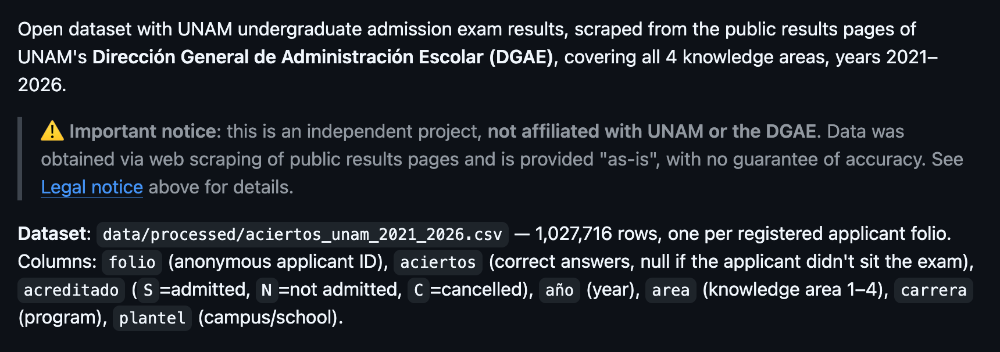 Open dataset with UNAM undergraduate admission exam results, scraped from the public results pages of
UNAM's Dirección General de Administración Escolar (DGAE), covering all 4 knowledge areas, years 2021–
2026.
⚠️ Important notice: this is an independent project, not affiliated with UNAM or the DGAE. Data was
obtained via web scraping of public results pages and is provided "as-is", with no guarantee of accuracy. See
Legal notice above for details.
Dataset: data/processed/aciertos_unam_2021_2026.csv — 1,027,716 rows, one per registered applicant folio.
Columns: folio (anonymous applicant ID), aciertos (correct answers, null if the applicant didn't sit the exam),
acreditado (S=admitted, N=not admitted, C=cancelled), año (year), area (knowledge area 1–4), carrera
(program), plantel (campus/school).